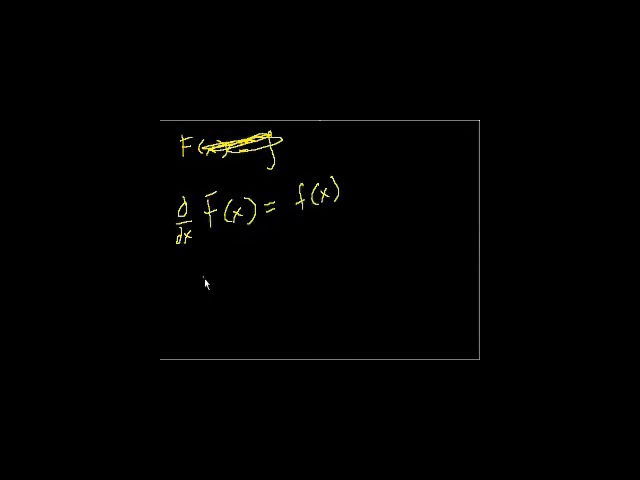 F(x)
d/dx F(x) = f(x)